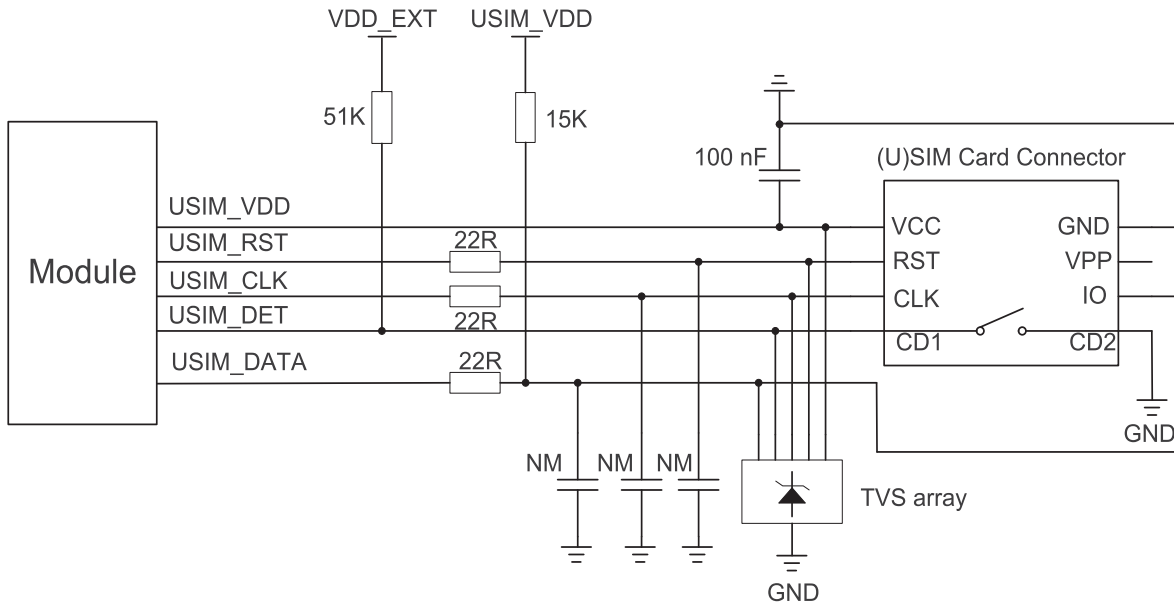 VDD_EXT
USIM_VDD
51K
15K
100 nF
(U)SIM Card Connector
Module
USIM_VDD
USIM_RST
22R
USIM_CLK
USIM_DET
22R
USIM_DATA
22R
VCC
GND
RST
VPP
CLK
IO
CD1
CD2
GND
NM
NM
NM
TVS array
GND